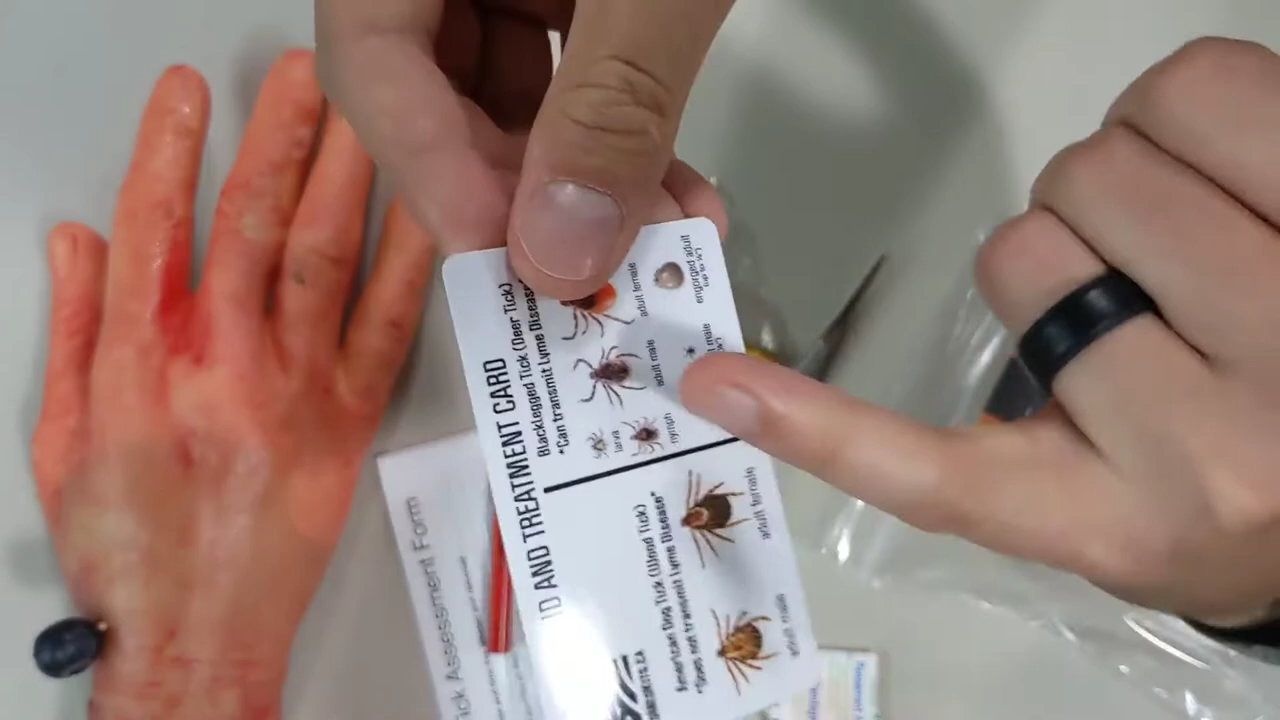 ID AND TREATMENT CARD
Blacklegged Tick (Deer Tick)
*Can transmit Lyme Disease*
larva
nymph
adult male
adult female
engorged adult
American Dog Tick (Wood Tick)
*Does not transmit Lyme Disease*
adult male
adult female
ick Assessment Form